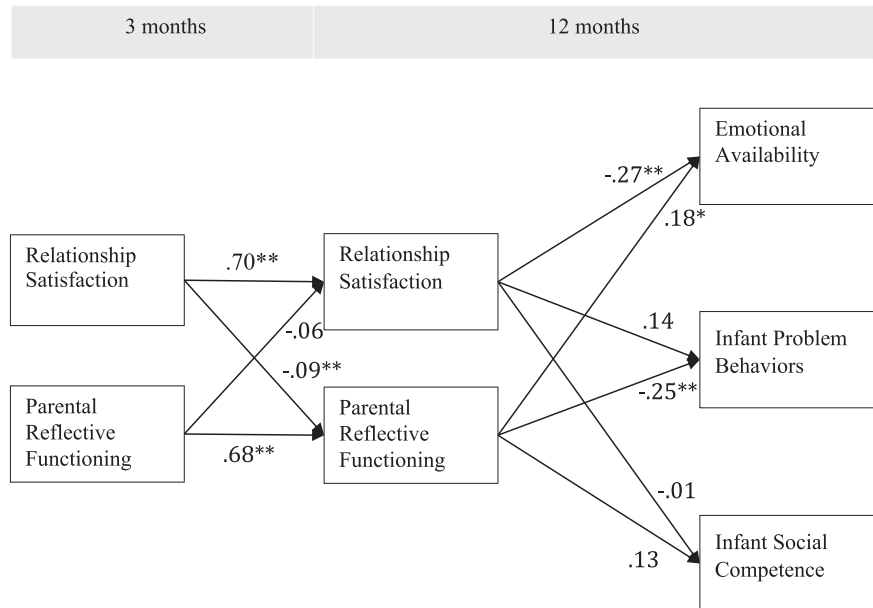 3 months
12 months
Emotional
Availability
-.27**
.18*
Relationship
Satisfaction
.70**
Relationship
Satisfaction
-.06
.14
Infant Problem
Behaviors
-.09**
-.25**
Parental
Reflective
Functioning
.68**
Parental
Reflective
Functioning
-.01
.13
Infant Social
Competence